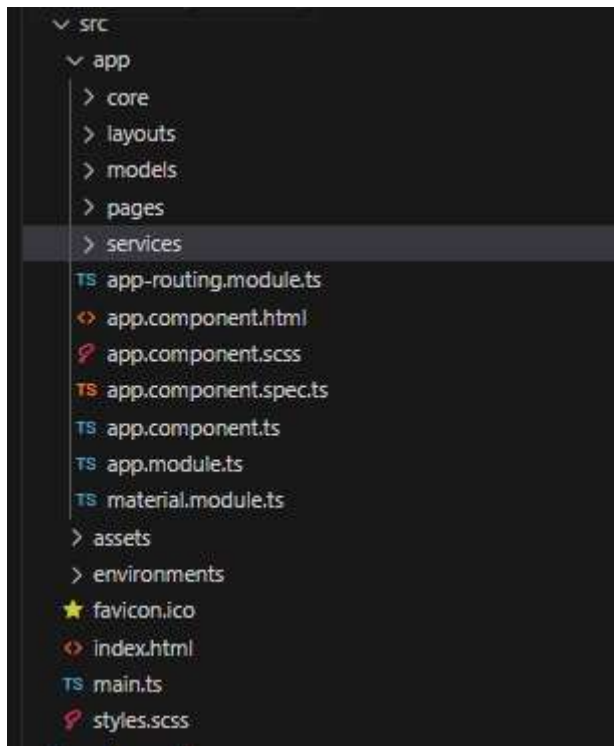 src
app
core
layouts
models
pages
services
TS app-routing.module.ts
<> app.component.html
app.component.scss
TS app.component.spec.ts
TS app.component.ts
TS app.module.ts
TS material.module.ts
assets
environments
favicon.ico
<> index.html
TS main.ts
styles.scss